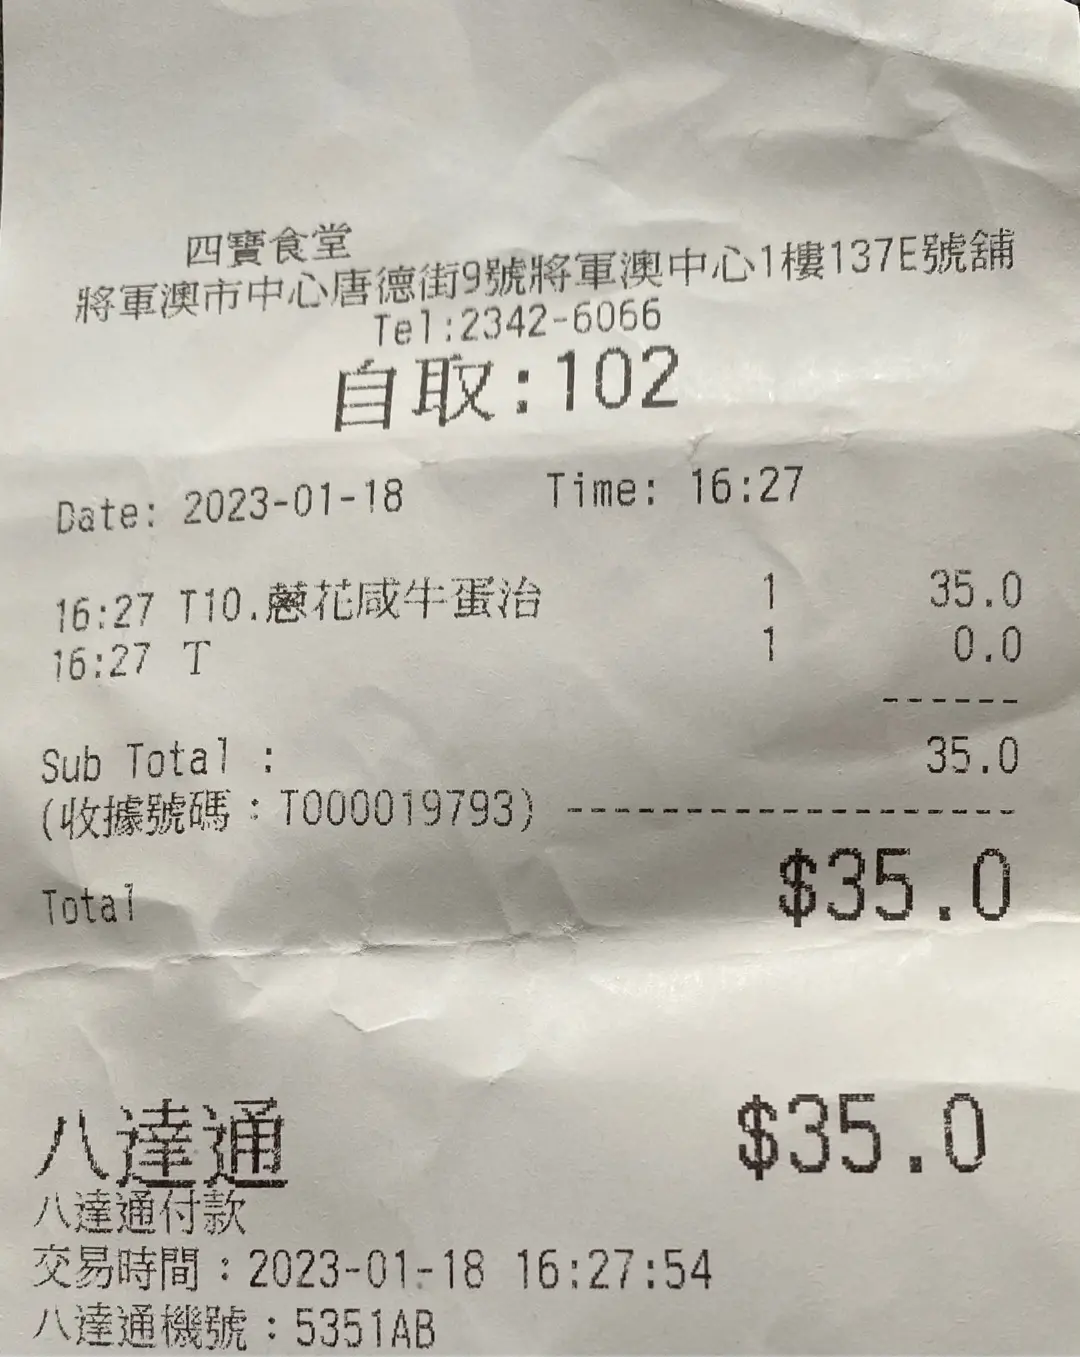 四寶食堂
將軍澳市中心唐德街9號將軍澳中心1樓137E號舖
Tel:2342-6066
自取:102
Date: 2023-01-18 Time: 16:27
16:27 T10.蔥花咸牛蛋治 1 35.0
16:27 T 1 0.0
------
Sub Total : 35.0
(收據號碼:T000019793) -------------------
Total $35.0
八達通 $35.0
八達通付款
交易時間:2023-01-18 16:27:54
八達通機號:5351AB